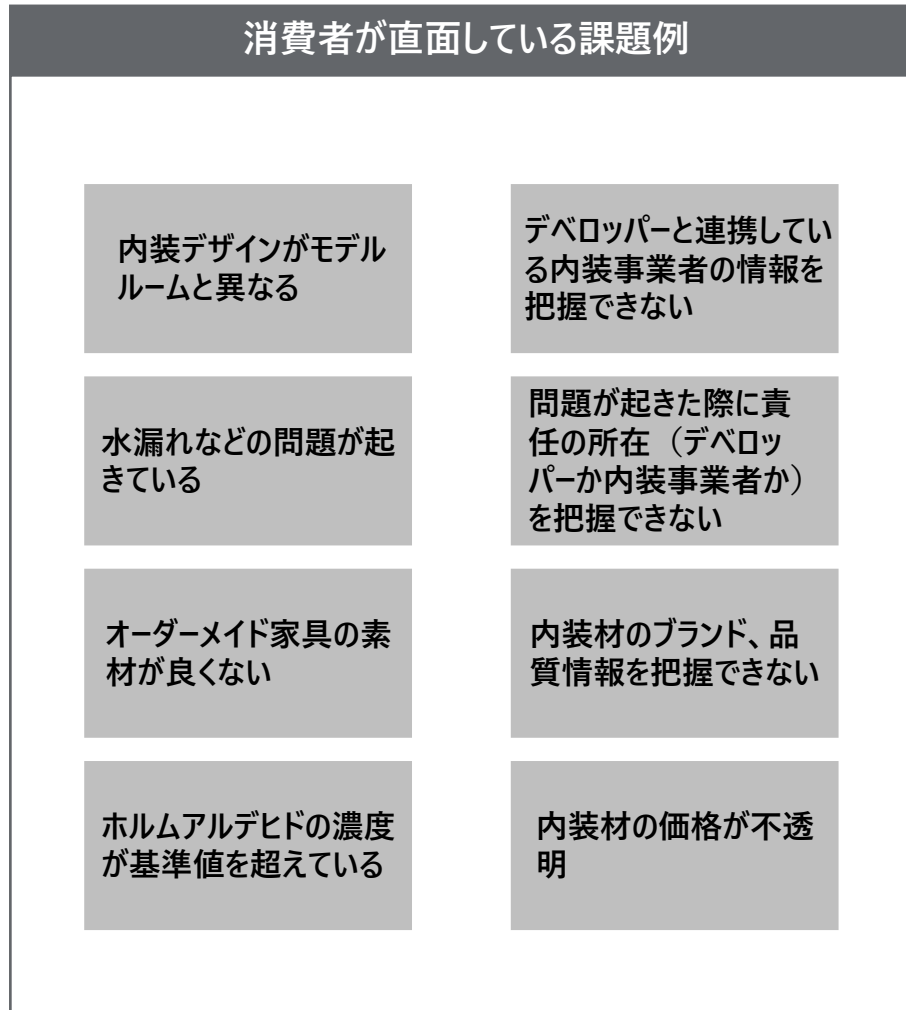 消費者が直面している課題例
内装デザインがモデル
ルームと異なる
デベロッパーと連携してい
る内装事業者の情報を
把握できない
水漏れなどの問題が起
きている
問題が起きた際に責
任の所在（デベロッ
パーか内装事業者か）
を把握できない
オーダーメイド家具の素
材が良くない
内装材のブランド、品
質情報を把握できない
ホルムアルデヒドの濃度
が基準値を超えている
内装材の価格が不透
明